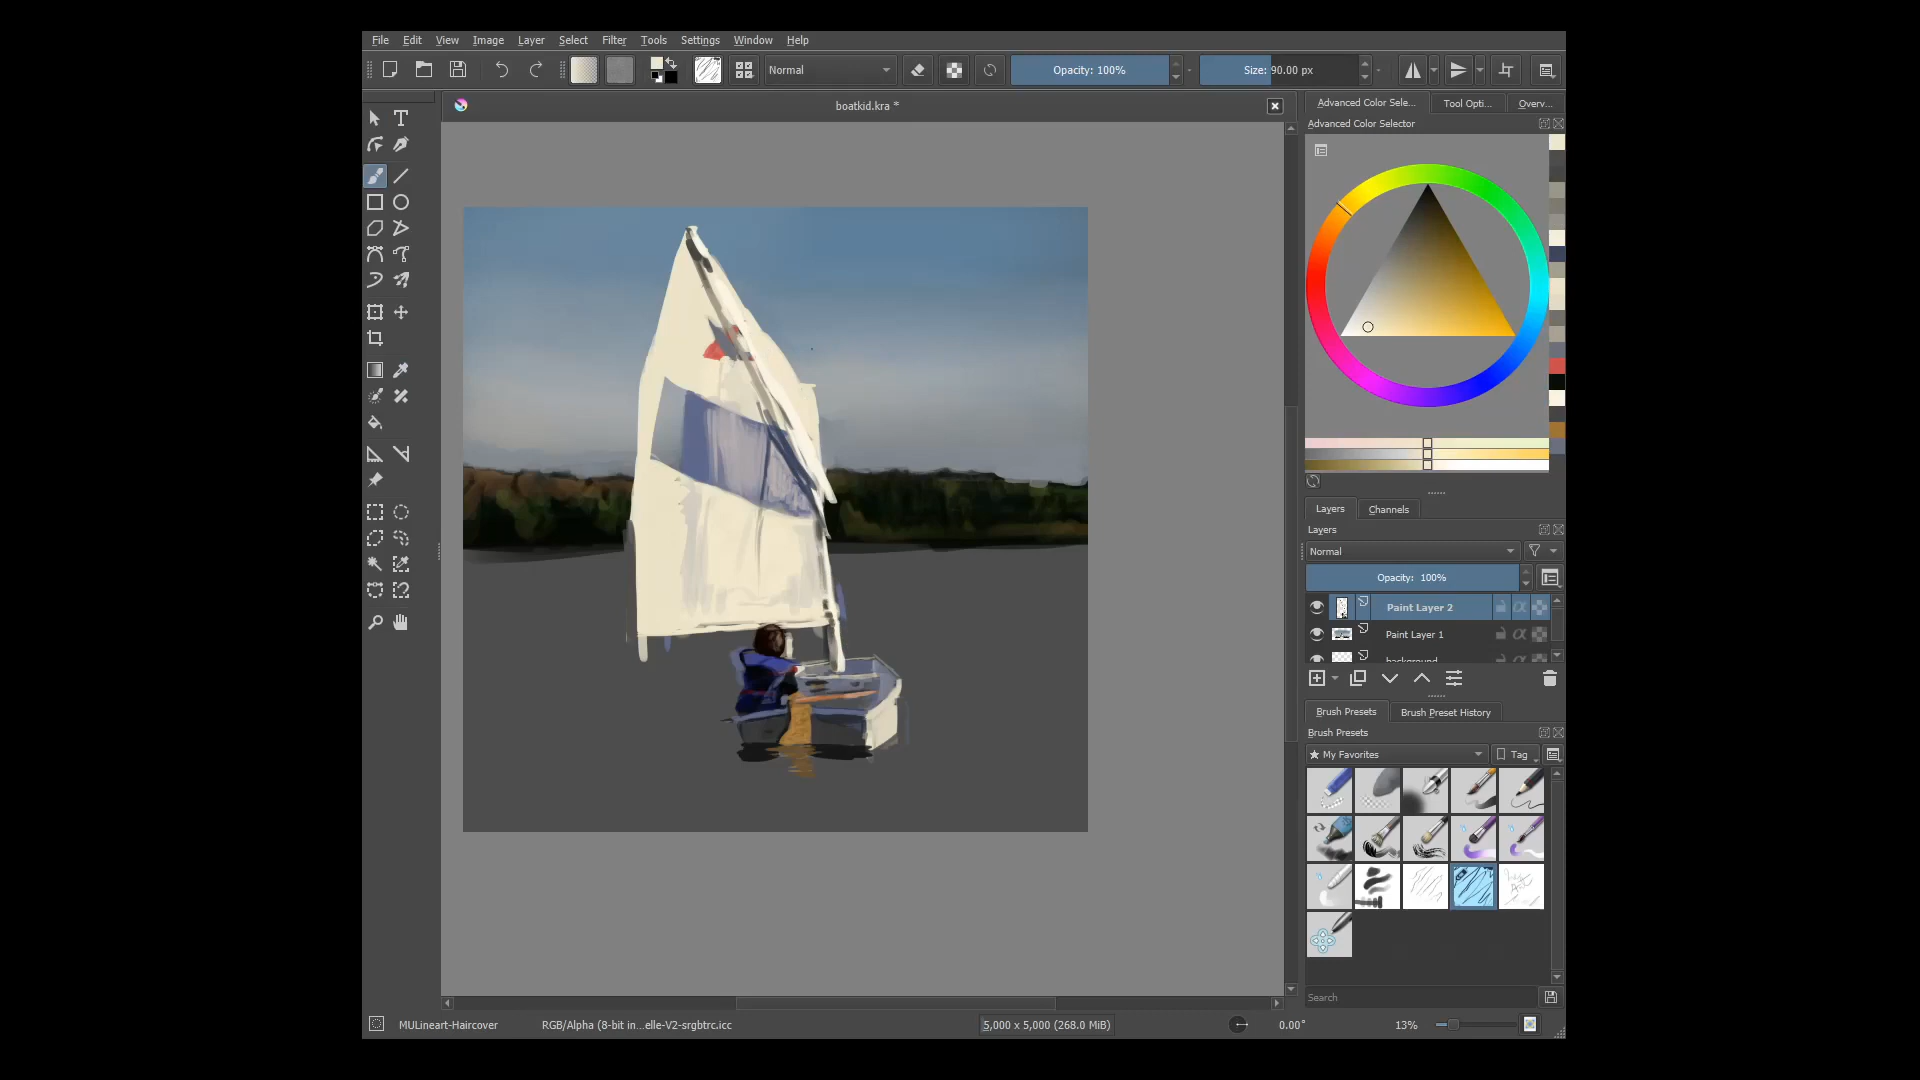 File Edit View Image Layer Select Filter Tools Settings Window Help
Normal Opacity: 100% Size: 90.00 px
boatkid.kra *
Advanced Color Sele... Tool Opti... Overv...
Advanced Color Selector
Layers Channels
Layers
Normal
Opacity: 100%
Paint Layer 2
Paint Layer 1
background
Brush Presets Brush Preset History
Brush Presets
My Favorites Tag
Search
MULineart-Haircover RGB/Alpha (8-bit in...elle-V2-srgbtrc.icc 5,000 x 5,000 (268.0 MiB) 0.00° 13%